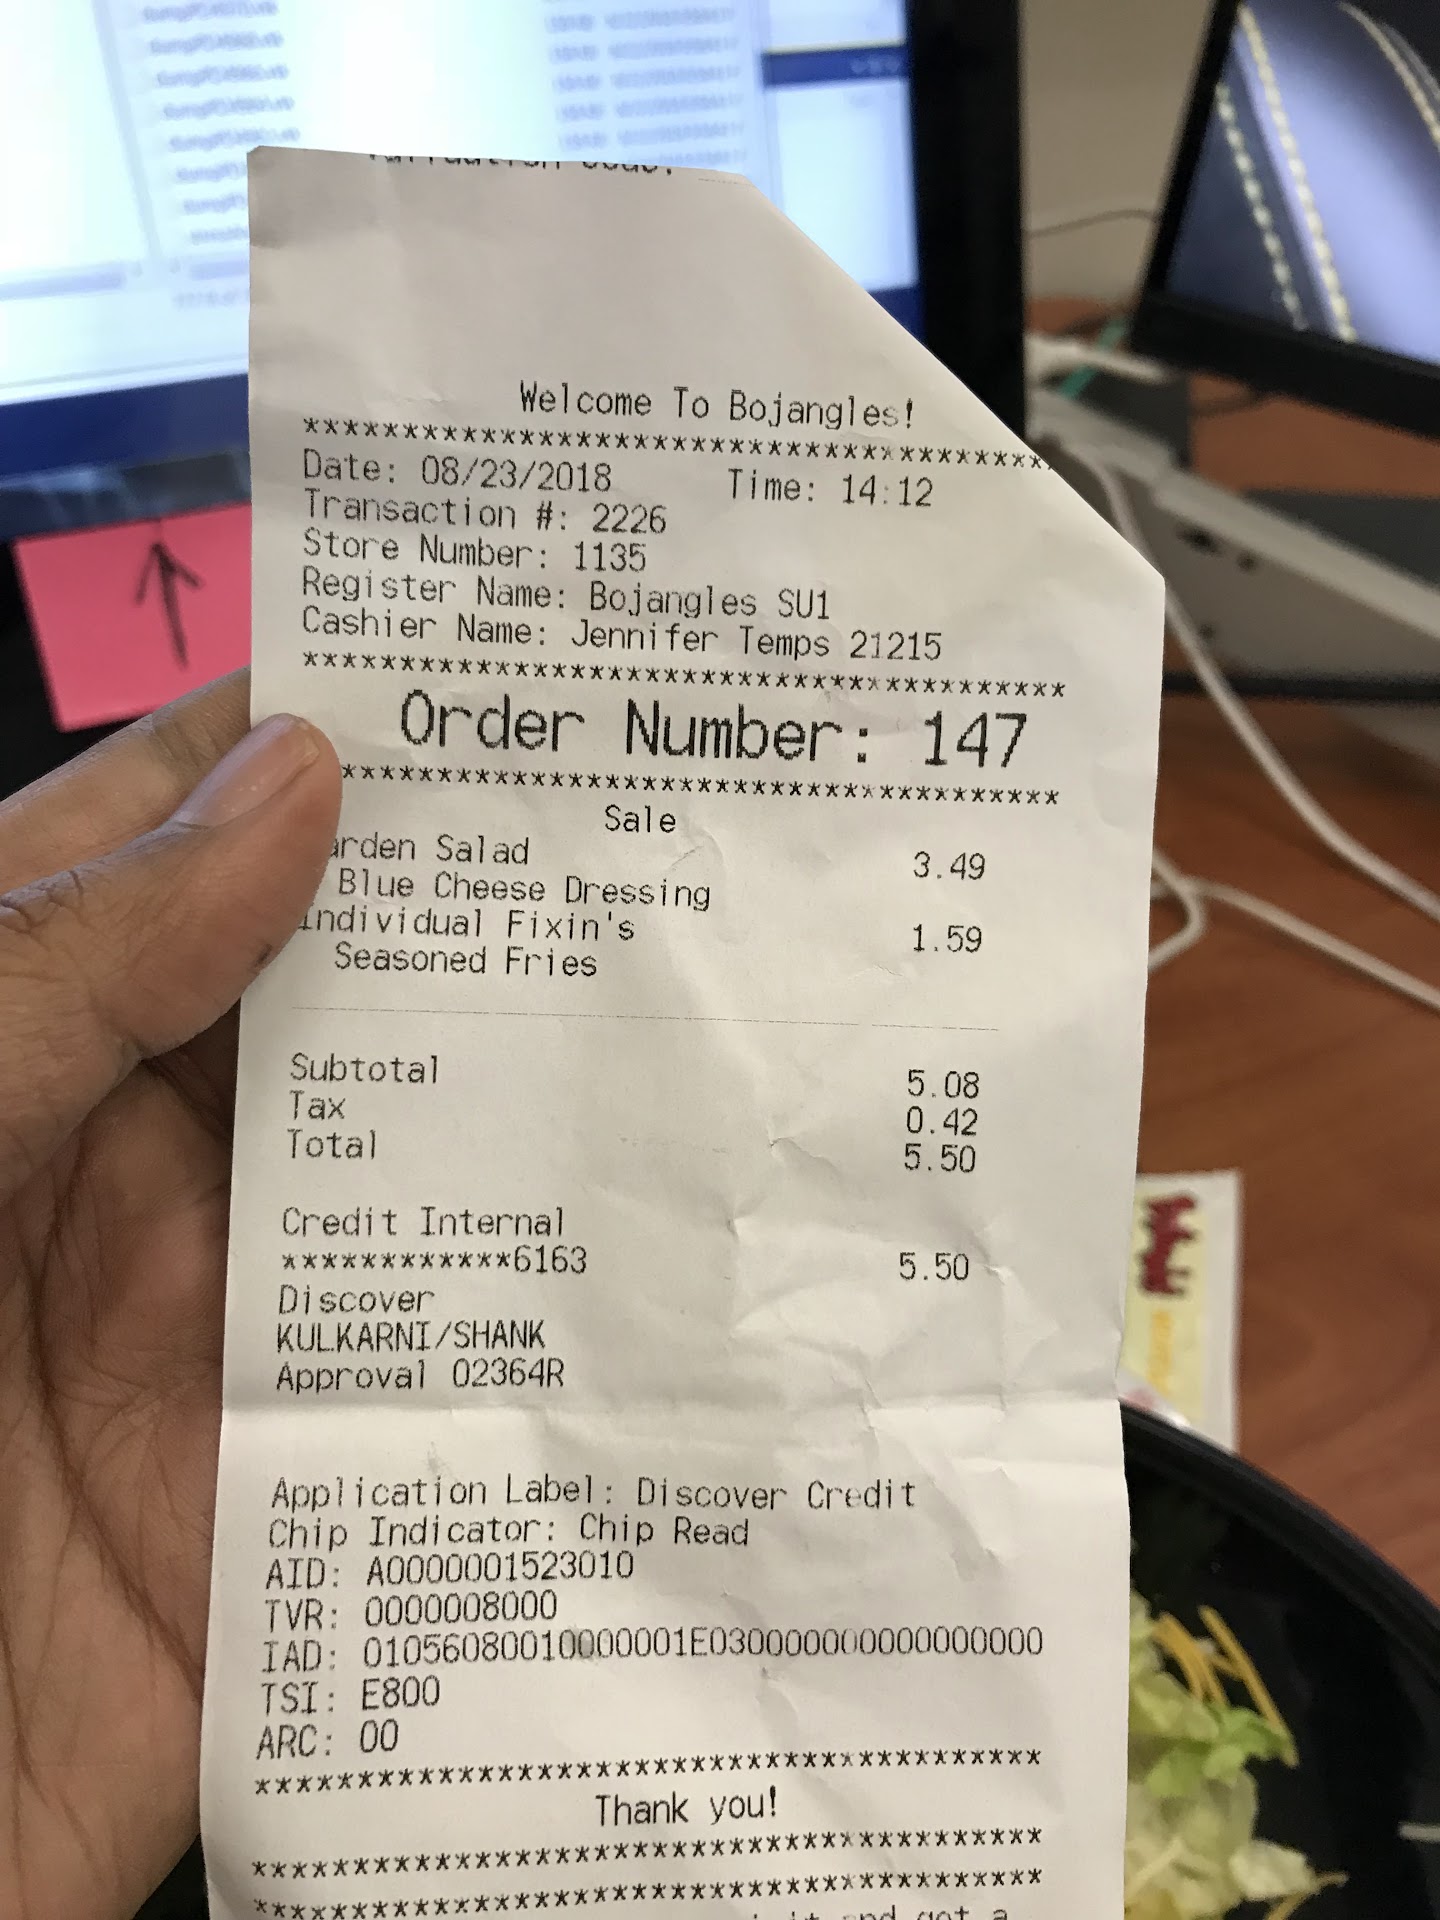 Welcome To Bojangles!
***************************************
Date: 08/23/2018 Time: 14:12
Transaction #: 2226
Store Number: 1135
Register Name: Bojangles SU1
Cashier Name: Jennifer Temps 21215
***************************************
Order Number: 147
*************************************
Sale
arden Salad 3.49
Blue Cheese Dressing
Individual Fixin's 1.59
Seasoned Fries
Subtotal 5.08
Tax 0.42
Total 5.50
Credit Internal
************6163 5.50
Discover
KULKARNI/SHANK
Approval 02364R
Application Label: Discover Credit
Chip Indicator: Chip Read
AID: A0000001523010
TVR: 0000008000
IAD: 01056080010000001E0300000000000000
TSI: E800
ARC: 00
***************************************
Thank you!
***************************************
***************************************
it and get a